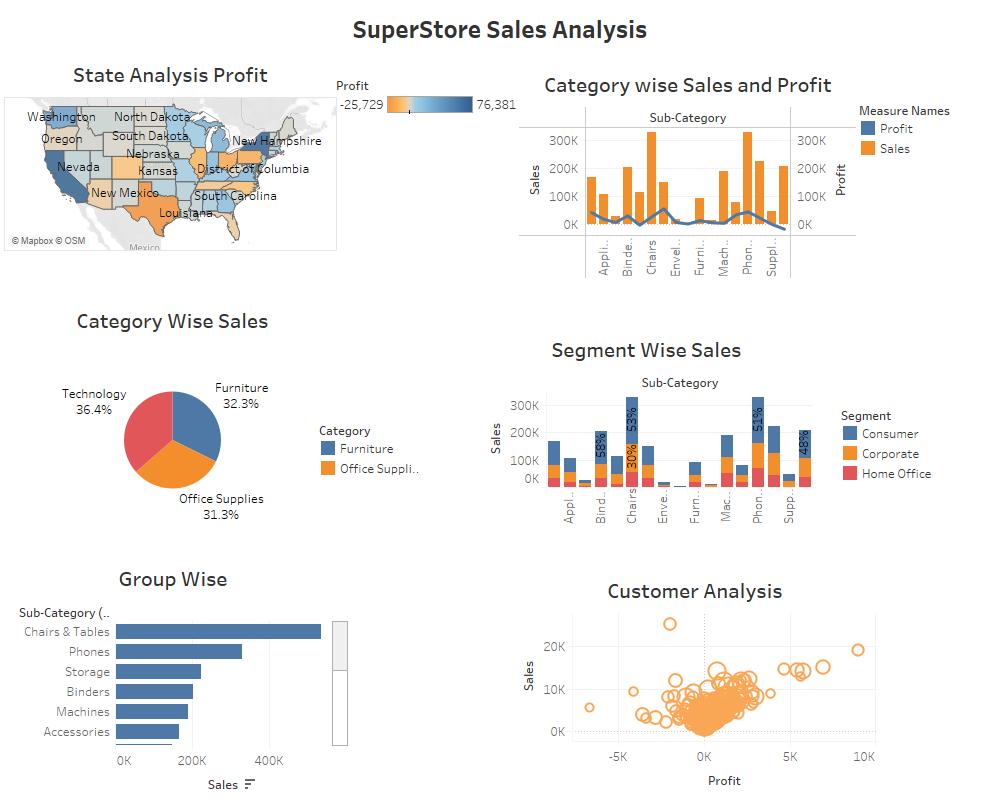 SuperStore Sales Analysis
State Analysis Profit
Washington
North Dakota
Oregon
South Dakota
New Hampshire
Nebraska
Nevada
Kansas
District of Columbia
New Mexico
South Carolina
Louisiana
© Mapbox © OSM
Mexico
Profit
-25,729
76,381
Category wise Sales and Profit
Sub-Category
300K
200K
100K
0K
Sales
300K
200K
100K
0K
Profit
Appli..
Binde..
Chairs
Envel..
Furni..
Mach..
Phon..
Suppl..
Measure Names
Profit
Sales
Category Wise Sales
Technology
36.4%
Furniture
32.3%
Office Supplies
31.3%
Category
Furniture
Office Suppli..
Segment Wise Sales
Sub-Category
300K
200K
100K
0K
Sales
58%
53%
30%
51%
48%
Appl..
Bind..
Chairs
Enve..
Furn..
Mac..
Phon..
Supp..
Segment
Consumer
Corporate
Home Office
Group Wise
Sub-Category (..
Chairs & Tables
Phones
Storage
Binders
Machines
Accessories
0K 200K 400K
Sales
Customer Analysis
20K
10K
0K
Sales
-5K 0K 5K 10K
Profit